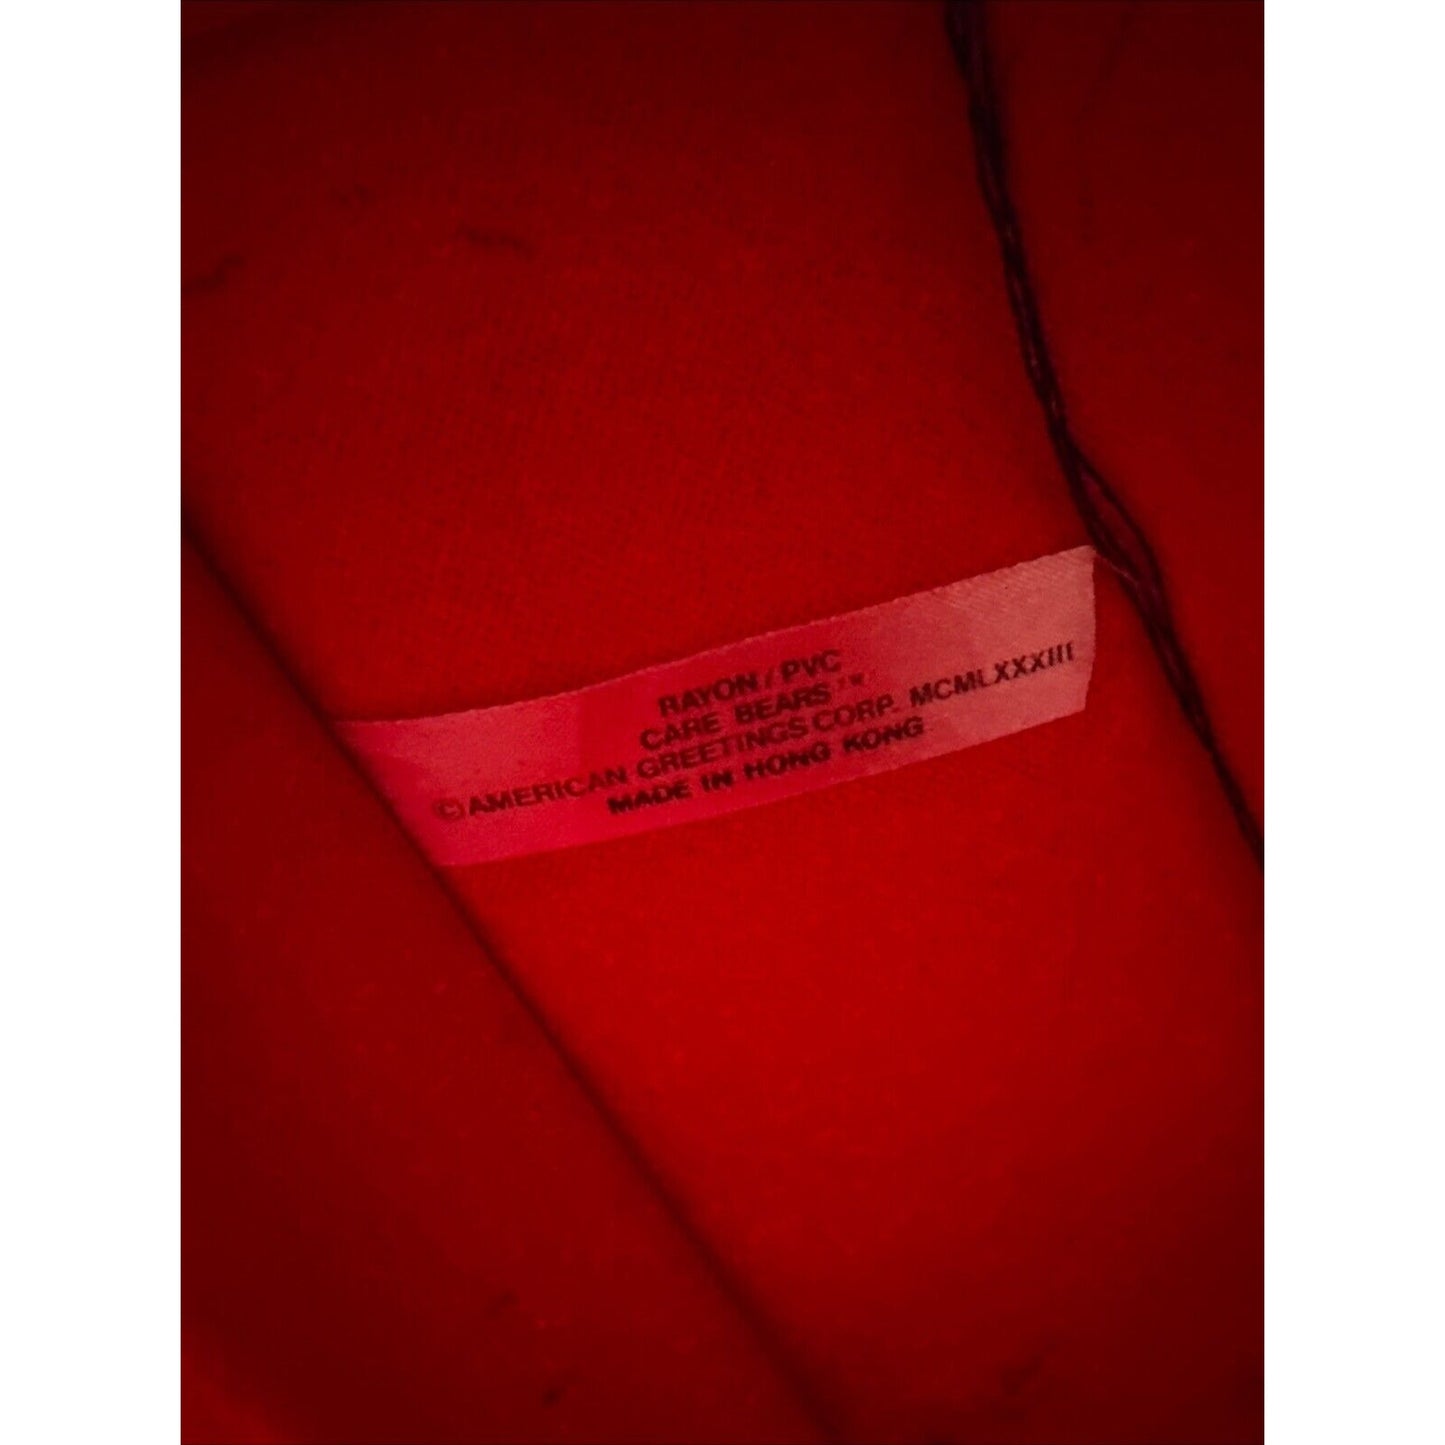 RAYON / PVC
CARE BEARS™
© AMERICAN GREETINGS CORP. MCMLXXXIII
MADE IN HONG KONG